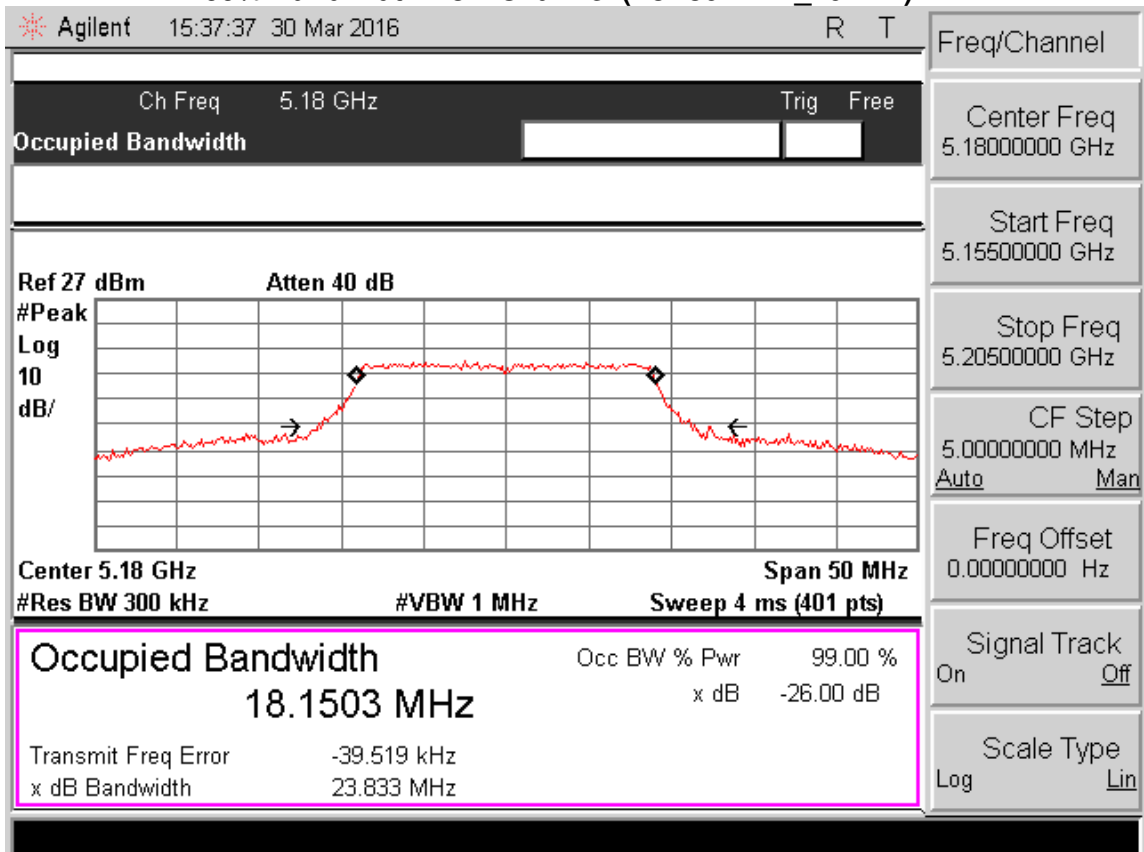 Agilent 15:37:37 30 Mar 2016 R T
Freq/Channel
Ch Freq 5.18 GHz Trig Free
Occupied Bandwidth
Center Freq
5.18000000 GHz
Start Freq
5.15500000 GHz
Stop Freq
5.20500000 GHz
CF Step
5.00000000 MHz
Auto Man
Freq Offset
0.00000000 Hz
Signal Track
On Off
Scale Type
Log Lin
Ref 27 dBm Atten 40 dB
#Peak
Log
10
dB/
Center 5.18 GHz Span 50 MHz
#Res BW 300 kHz #VBW 1 MHz Sweep 4 ms (401 pts)
Occupied Bandwidth Occ BW % Pwr 99.00 %
18.1503 MHz x dB -26.00 dB
Transmit Freq Error -39.519 kHz
x dB Bandwidth 23.833 MHz